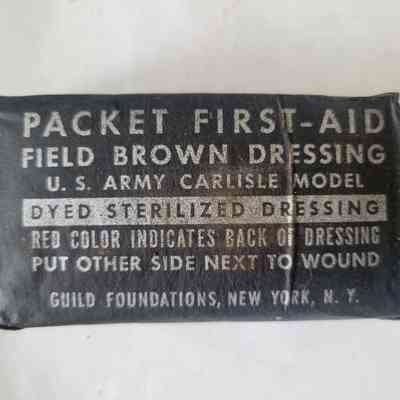 PACKET FIRST-AID
FIELD BROWN DRESSING
U. S. ARMY CARLISLE MODEL
DYED STERILIZED DRESSING
RED COLOR INDICATES BACK OF DRESSING
PUT OTHER SIDE NEXT TO WOUND
GUILD FOUNDATIONS, NEW YORK, N. Y.